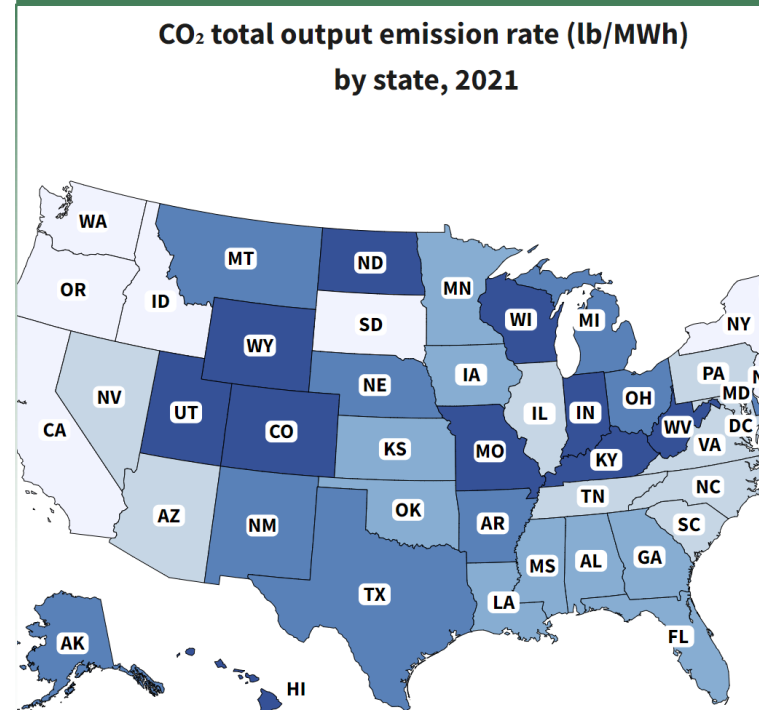 CO₂ total output emission rate (lb/MWh)
by state, 2021
WA
MT
ND
MN
OR
ID
SD
WI
MI
NY
WY
NE
IA
PA
N
NV
UT
CO
IL
IN
OH
MD
CA
KS
MO
WV
DC
KY
VA
AZ
NM
OK
AR
TN
NC
SC
TX
LA
MS
AL
GA
FL
AK
HI